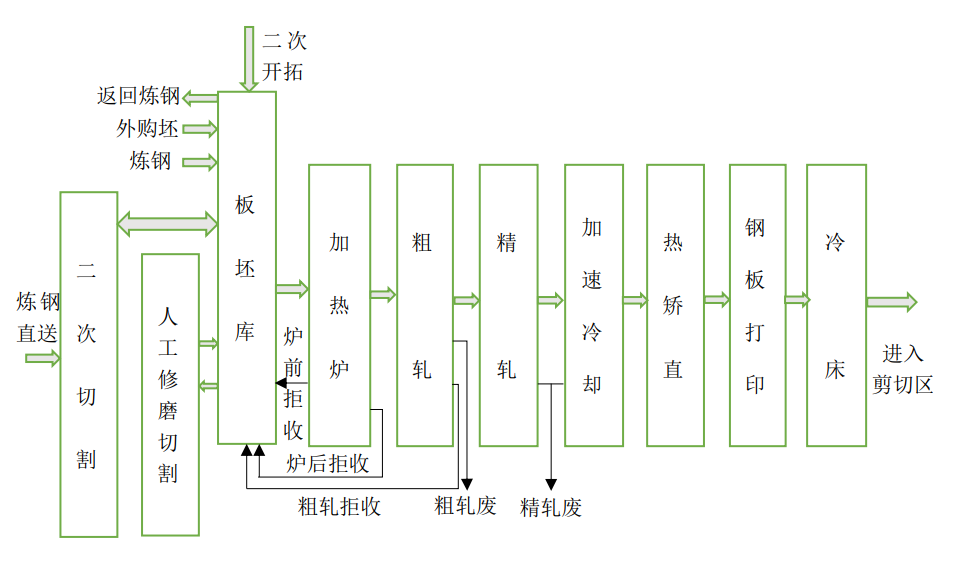 二次
开拓
返回炼钢
外购坯
炼钢
炼钢
直送
二次切割
人工修磨切割
板坯库
炉前拒收
加热炉
粗轧
精轧
加速冷却
热矫直
钢板打印
冷床
进入
剪切区
炉后拒收
粗轧拒收
粗轧废
精轧废